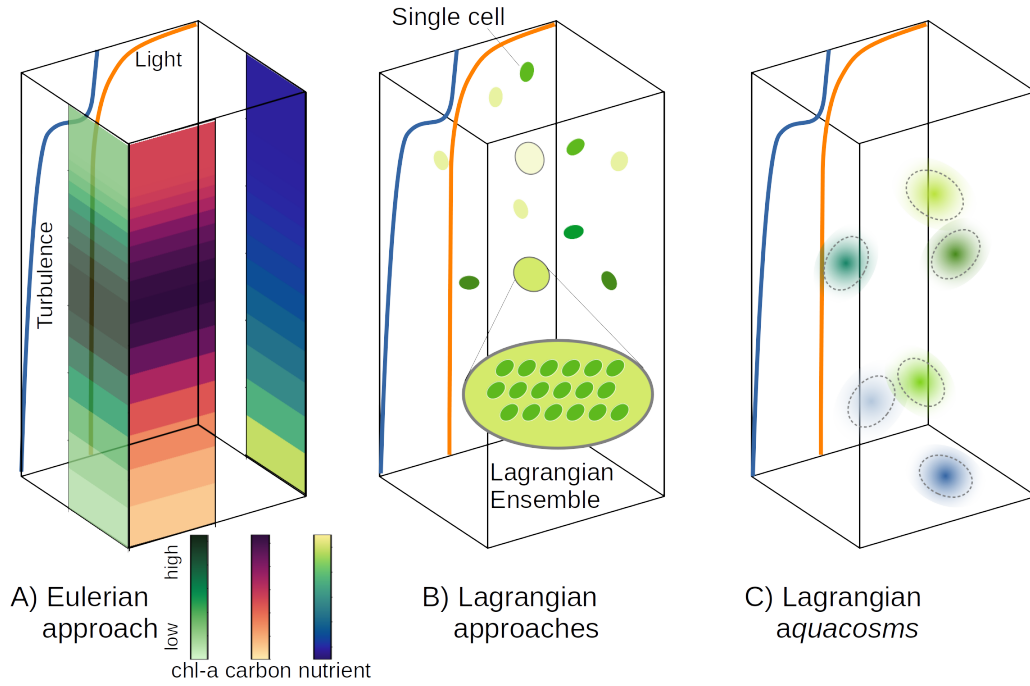 Single cell
Light
Turbulence
Lagrangian
Ensemble
high
low
chl-a carbon nutrient
A) Eulerian
approach
B) Lagrangian
approaches
C) Lagrangian
aquacosms